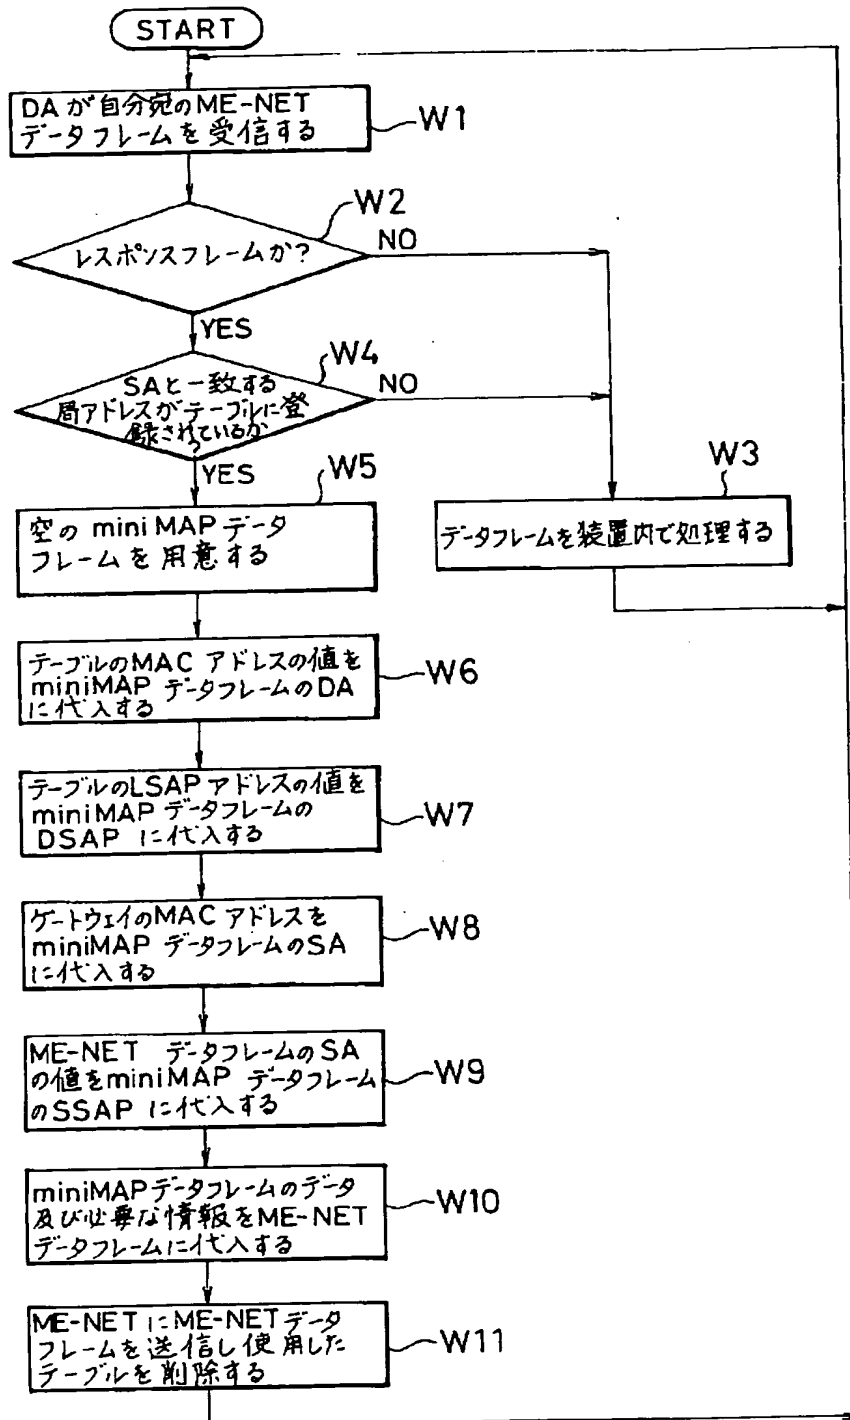 START
DAが自分宛のME-NET
データフレームを受信する
W1
W2
レスポンスフレームか?
NO
YES
W4
SAと一致する
局アドレスがテーブルに登
録されているか
?
NO
YES
W5
空の miniMAP データ
フレームを用意する
W3
データフレームを装置内で処理する
テーブルのMAC アドレスの値を
miniMAP データフレームのDA
に代入する
W6
テーブルのLSAP アドレスの値を
miniMAP データフレームの
DSAP に代入する
W7
ゲートウェイのMAC アドレスを
miniMAP データフレームのSA
に代入する
W8
ME-NET データフレームのSA
の値をminiMAP データフレーム
のSSAP に代入する
W9
miniMAPデータフレームのデータ
及び必要な情報をME-NET
データフレームに代入する
W10
ME-NETにME-NETデータ
フレームを送信し使用した
テーブルを削除する
W11